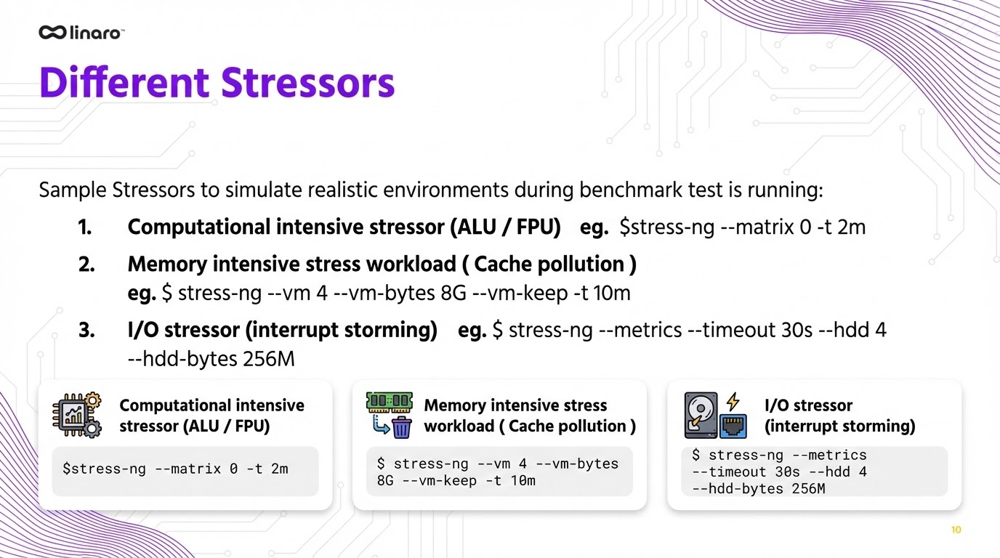 linaro™
Different Stressors
Sample Stressors to simulate realistic environments during benchmark test is running:
1. Computational intensive stressor (ALU / FPU) eg. $stress-ng --matrix 0 -t 2m
2. Memory intensive stress workload ( Cache pollution )
eg. $ stress-ng --vm 4 --vm-bytes 8G --vm-keep -t 10m
3. I/O stressor (interrupt storming) eg. $ stress-ng --metrics --timeout 30s --hdd 4
--hdd-bytes 256M
Computational intensive
stressor (ALU / FPU)
$stress-ng --matrix 0 -t 2m
Memory intensive stress
workload ( Cache pollution )
$ stress-ng --vm 4 --vm-bytes
8G --vm-keep -t 10m
I/O stressor
(interrupt storming)
$ stress-ng --metrics
--timeout 30s --hdd 4
--hdd-bytes 256M
10